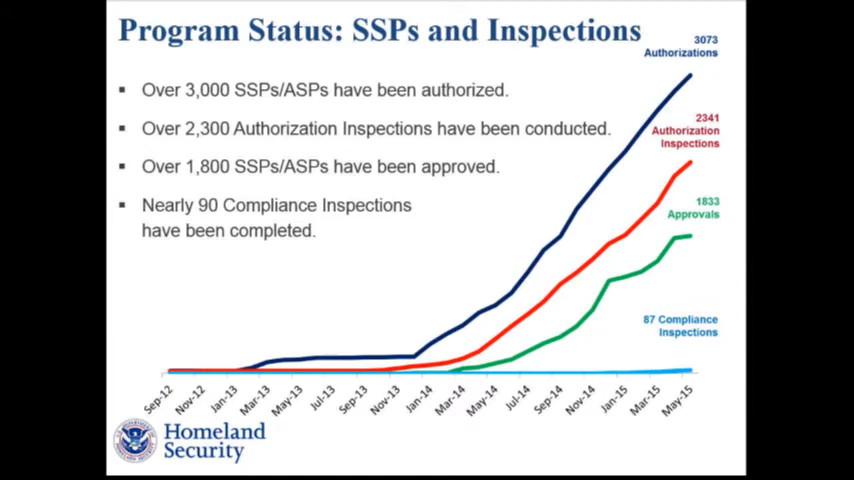 Program Status: SSPs and Inspections
3073
Authorizations
▪ Over 3,000 SSPs/ASPs have been authorized.
▪ Over 2,300 Authorization Inspections have been conducted.
2341
Authorization
Inspections
▪ Over 1,800 SSPs/ASPs have been approved.
▪ Nearly 90 Compliance Inspections
have been completed.
1833
Approvals
87 Compliance
Inspections
Sep-12
Nov-12
Jan-13
Mar-13
May-13
Jul-13
Sep-13
Nov-13
Jan-14
Mar-14
May-14
Jul-14
Sep-14
Nov-14
Jan-15
Mar-15
May-15
Homeland
Security